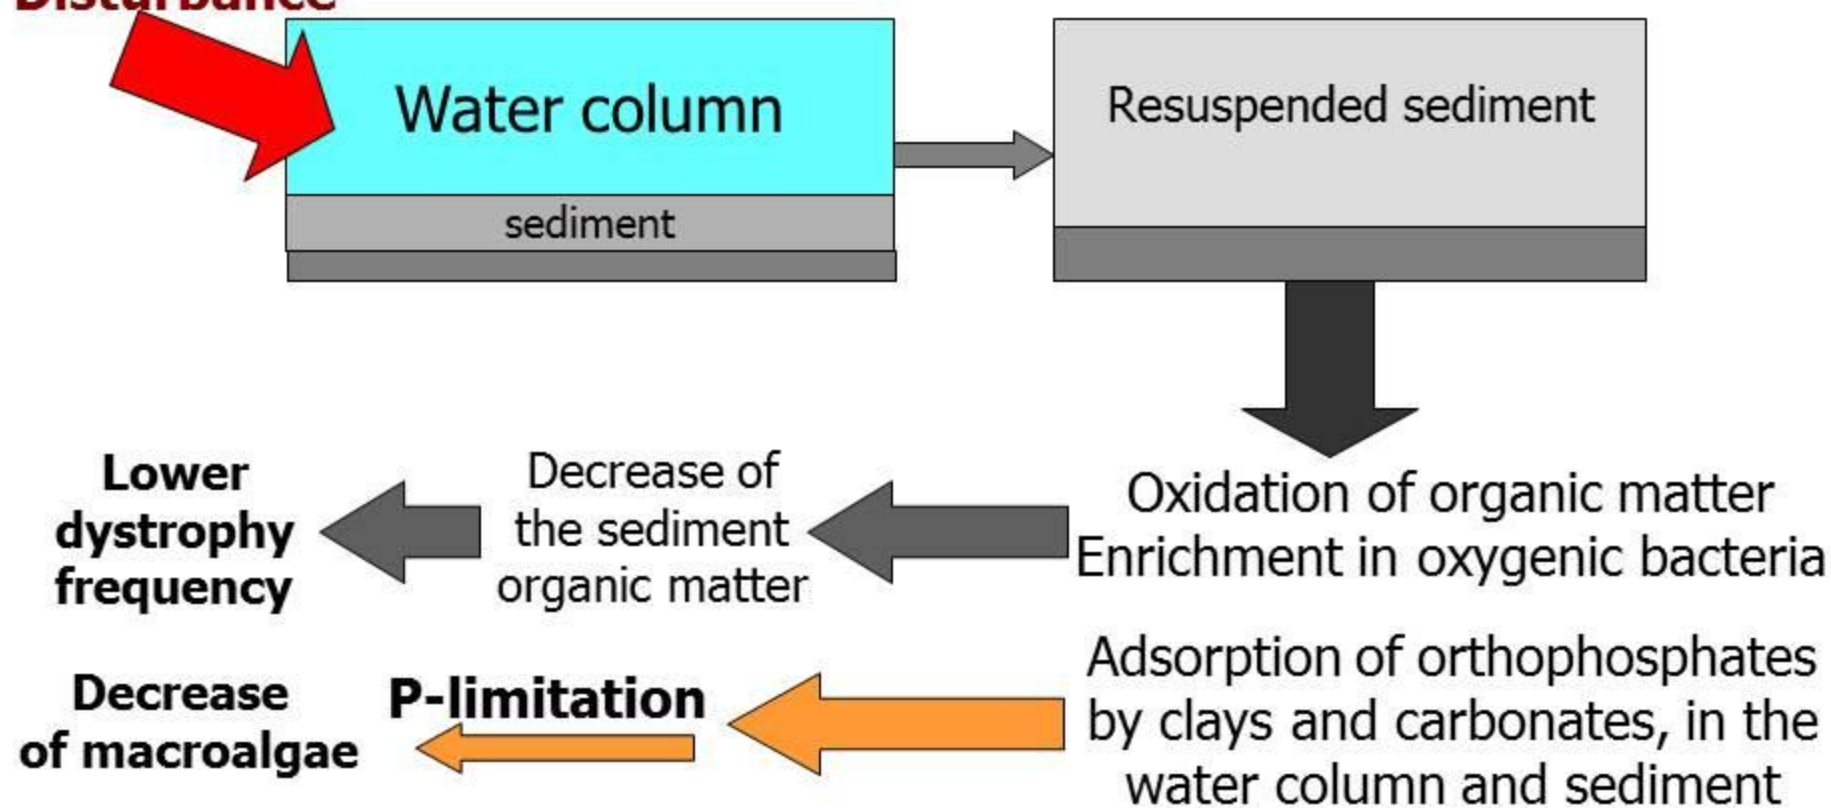 Disturbance
Water column
sediment
Resuspended sediment
Oxidation of organic matter
Enrichment in oxygenic bacteria
Decrease of
the sediment
organic matter
Lower
dystrophy
frequency
Adsorption of orthophosphates
by clays and carbonates, in the
water column and sediment
P-limitation
Decrease
of macroalgae